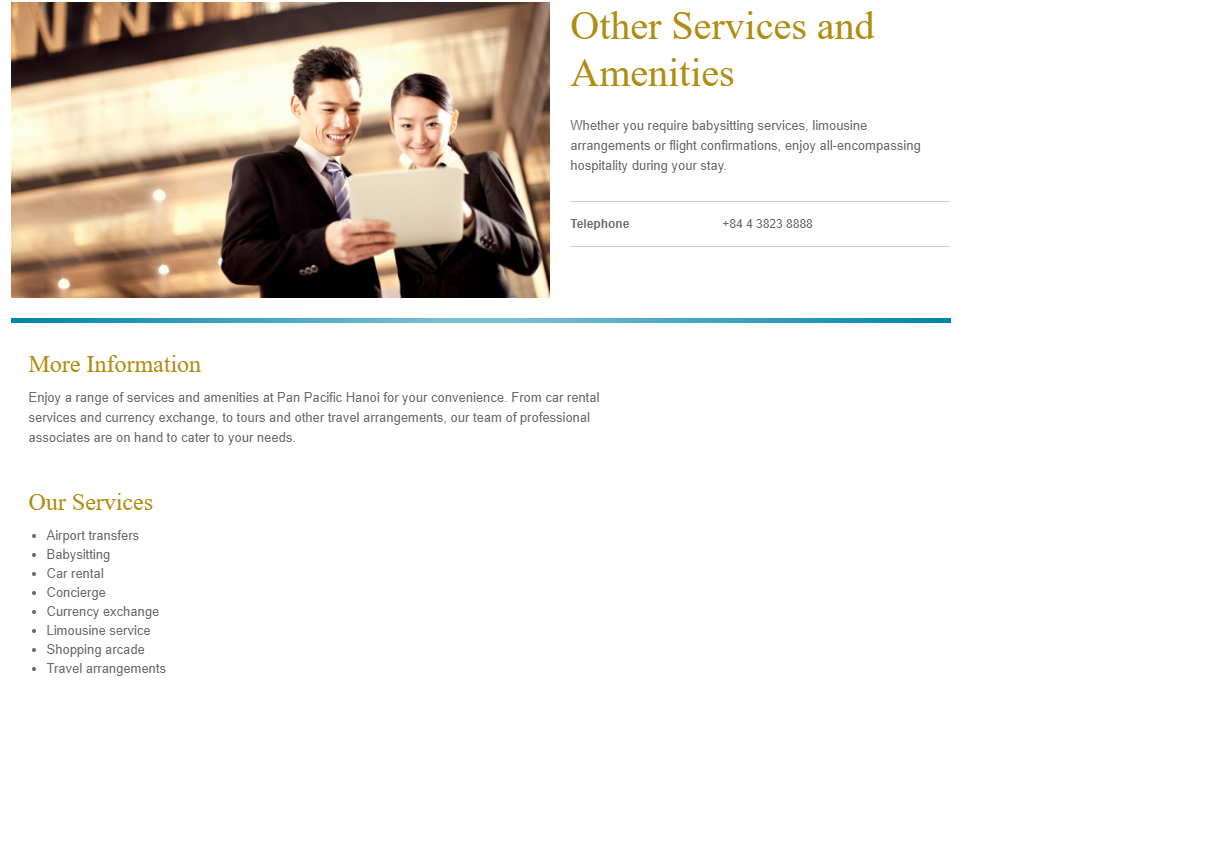 Other Services and
Amenities
Whether you require babysitting services, limousine
arrangements or flight confirmations, enjoy all-encompassing
hospitality during your stay.
Telephone +84 4 3823 8888
More Information
Enjoy a range of services and amenities at Pan Pacific Hanoi for your convenience. From car rental
services and currency exchange, to tours and other travel arrangements, our team of professional
associates are on hand to cater to your needs.
Our Services
• Airport transfers
• Babysitting
• Car rental
• Concierge
• Currency exchange
• Limousine service
• Shopping arcade
• Travel arrangements